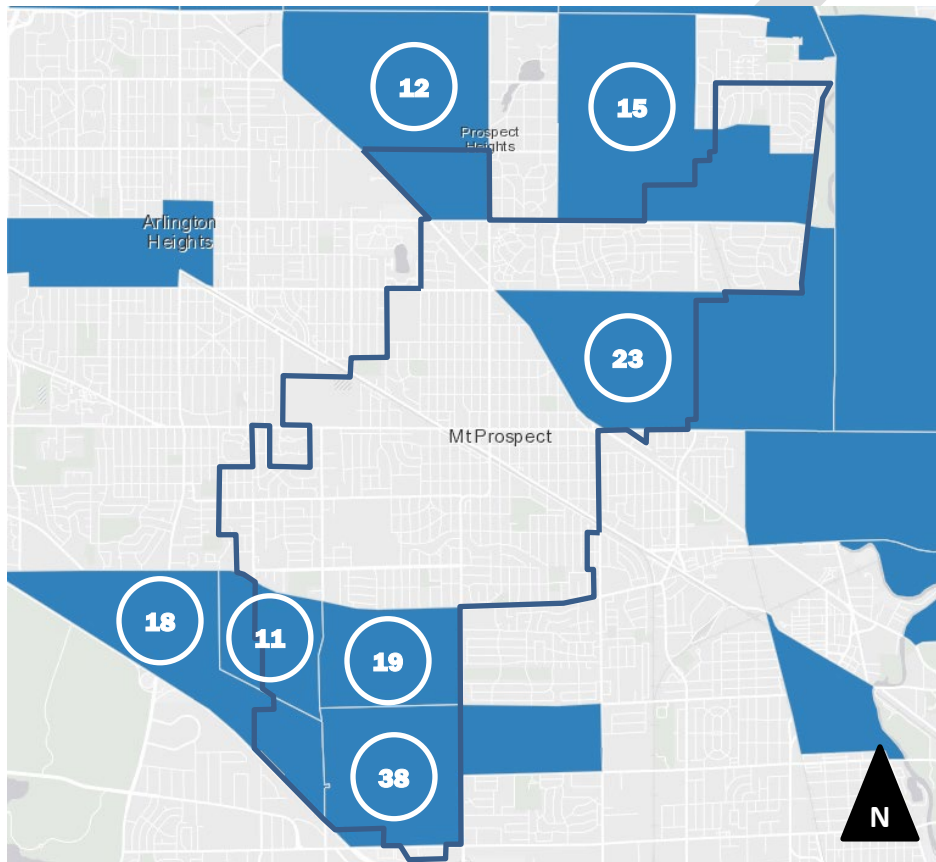 12
15
Prospect
Heights
Arlington
Heights
23
Mt Prospect
18
11
19
38
N